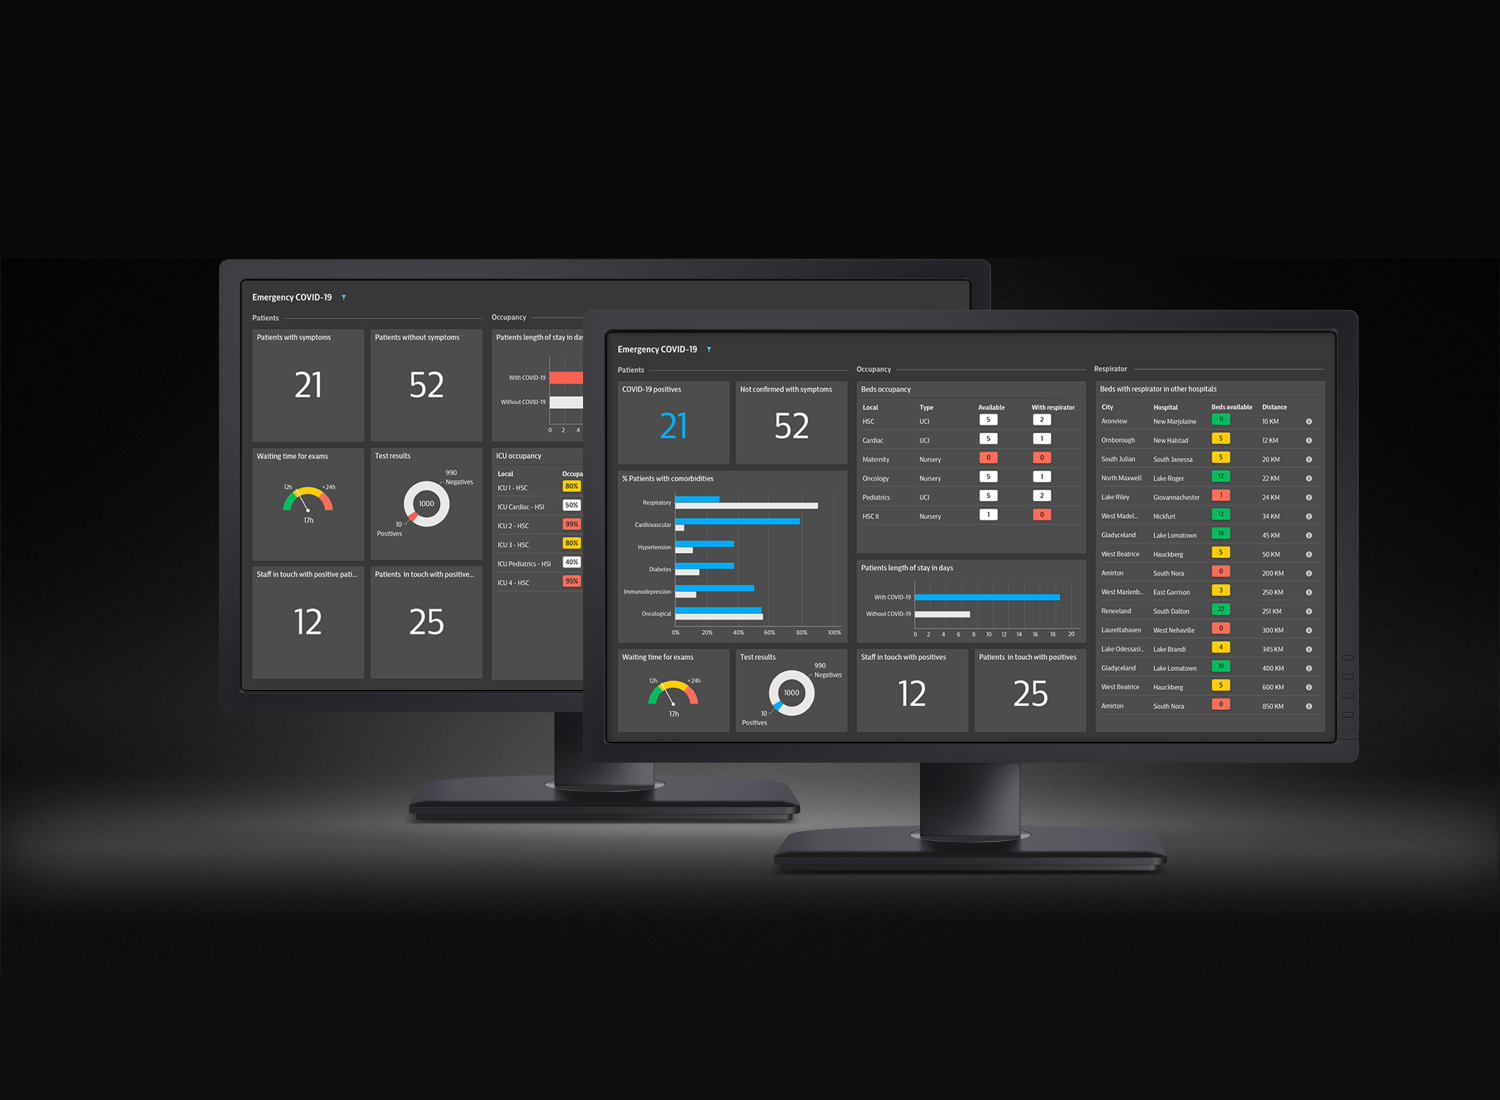 Emergency COVID-19
Patients
Occupancy
Patients with symptoms
21
Patients without symptoms
52
Patients length of stay in da
With COVID-19
Without COVID-19
0 2 4
Waiting time for exams
12h
+24h
17h
Test results
990
Negatives
1000
10
Positives
ICU occupancy
Local Occupa
ICU 1 - HSC 80%
ICU Cardiac - HSI 50%
ICU 2 - HSC 99%
ICU 3 - HSC 80%
ICU Pediatrics - HSI 40%
ICU 4 - HSC 95%
Staff in touch with positive pati...
12
Patients in touch with positive...
25
Emergency COVID-19
Patients
Occupancy
Respirator
COVID-19 positives
21
Not confirmed with symptoms
52
% Patients with comorbidities
Respiratory
Cardiovascular
Hypertension
Diabetes
Immunodepression
Oncological
0% 20% 40% 60% 80% 100%
Waiting time for exams
12h
+24h
17h
Test results
990
Negatives
1000
10
Positives
Beds occupancy
Local Type Available With respirator
HSC UCI 5 2
Cardiac UCI 5 1
Maternity Nursery 0 0
Oncology Nursery 5 1
Pediatrics UCI 5 2
HSC II Nursery 1 0
Patients length of stay in days
With COVID-19
Without COVID-19
0 2 4 6 8 10 12 14 16 18 20
Staff in touch with positives
12
Patients in touch with positives
25
Beds with respirator in other hospitals
City Hospital Beds available Distance
Aronview New Marjolaine 11 10 KM
Ornborough New Halstad 5 12 KM
South Julian South Janessa 5 20 KM
North Maxwell Lake Roger 12 22 KM
Lake Riley Giovannachester 1 24 KM
West Madel... Nickfurt 12 34 KM
Gladyceland Lake Lomatown 10 45 KM
West Beatrice Hauckberg 5 50 KM
Amirton South Nora 0 200 KM
West Marlenb... East Garrison 3 250 KM
Reneeland South Dalton 22 251 KM
Laurettahaven West Nehaville 0 300 KM
Lake Odessasi... Lake Brandi 4 345 KM
Gladyceland Lake Lomatown 10 400 KM
West Beatrice Hauckberg 5 600 KM
Amirton South Nora 0 850 KM